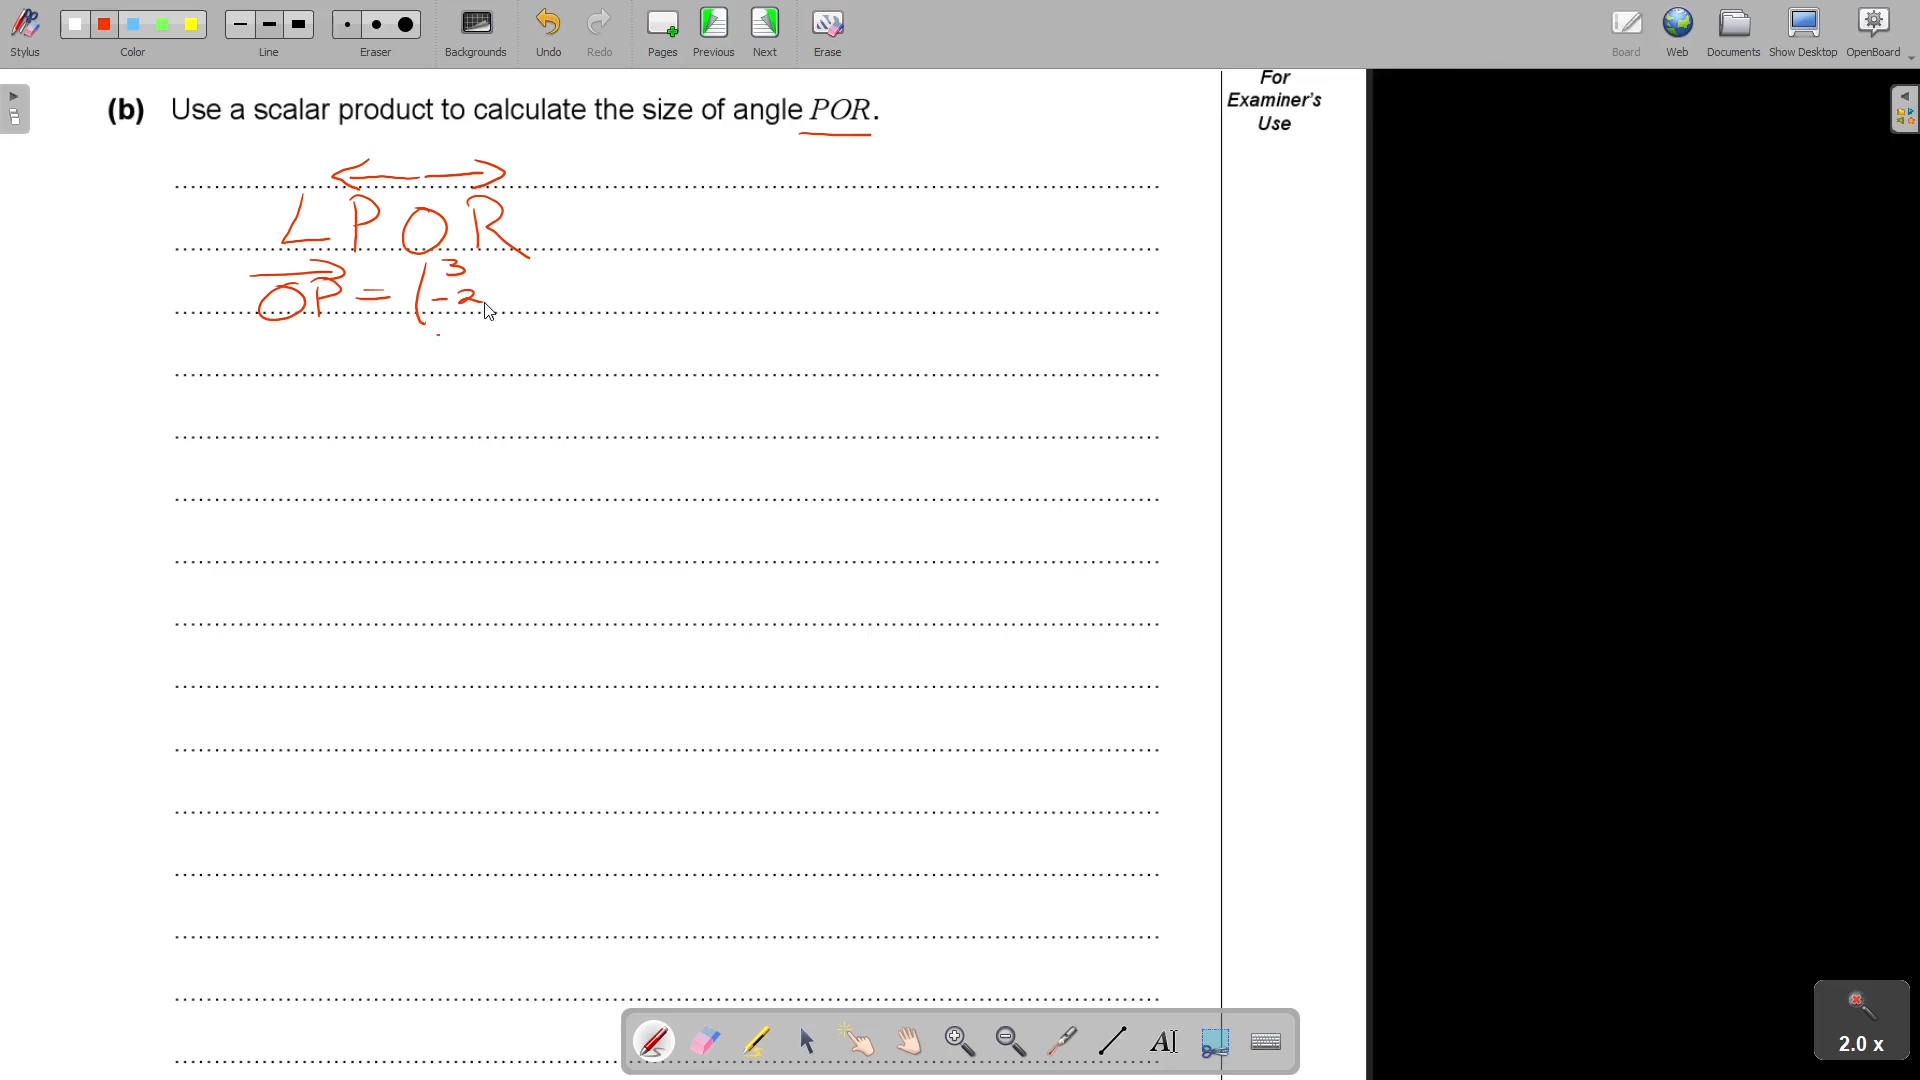 Stylus
Color
Line
Eraser
Backgrounds
Undo
Redo
Pages
Previous
Next
Erase
Board
Web
Documents
Show Desktop
OpenBoard
For
Examiner's
Use
(b) Use a scalar product to calculate the size of angle POR.
∠POR
OP = ( 3
-2
2.0 x